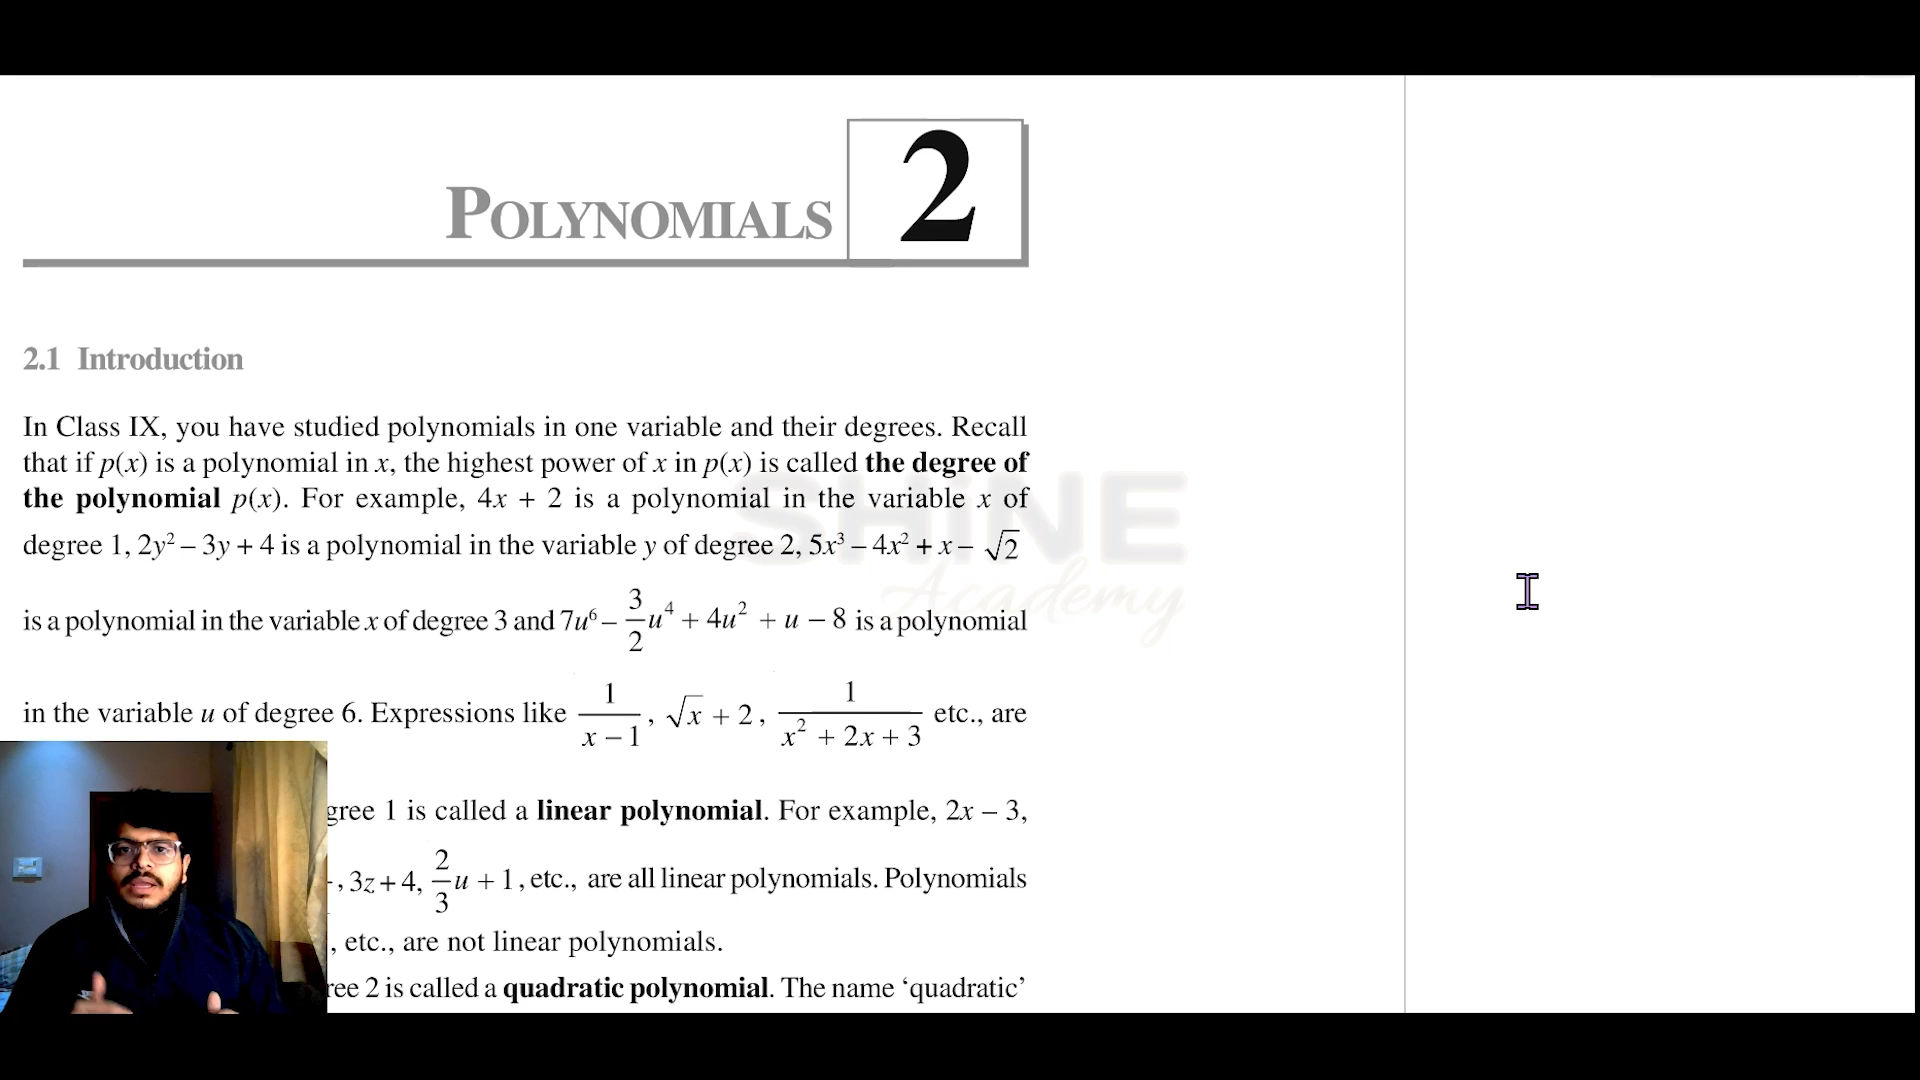 POLYNOMIALS 2
2.1 Introduction
In Class IX, you have studied polynomials in one variable and their degrees. Recall
that if p(x) is a polynomial in x, the highest power of x in p(x) is called the degree of
the polynomial p(x). For example, 4x + 2 is a polynomial in the variable x of
degree 1, 2y² – 3y + 4 is a polynomial in the variable y of degree 2, 5x³ – 4x² + x – √2
is a polynomial in the variable x of degree 3 and 7u⁶ – 3/2 u⁴ + 4u² + u – 8 is a polynomial
in the variable u of degree 6. Expressions like 1/(x – 1), √x + 2, 1/(x² + 2x + 3) etc., are
gree 1 is called a linear polynomial. For example, 2x – 3,
, 3z + 4, 2/3 u + 1, etc., are all linear polynomials. Polynomials
, etc., are not linear polynomials.
ree 2 is called a quadratic polynomial. The name ‘quadratic’
SHINE
Academy